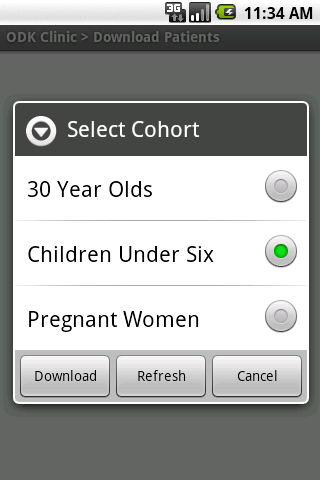 3G 11:34 AM
ODK Clinic > Download Patients
Select Cohort
30 Year Olds
Children Under Six
Pregnant Women
Download Refresh Cancel